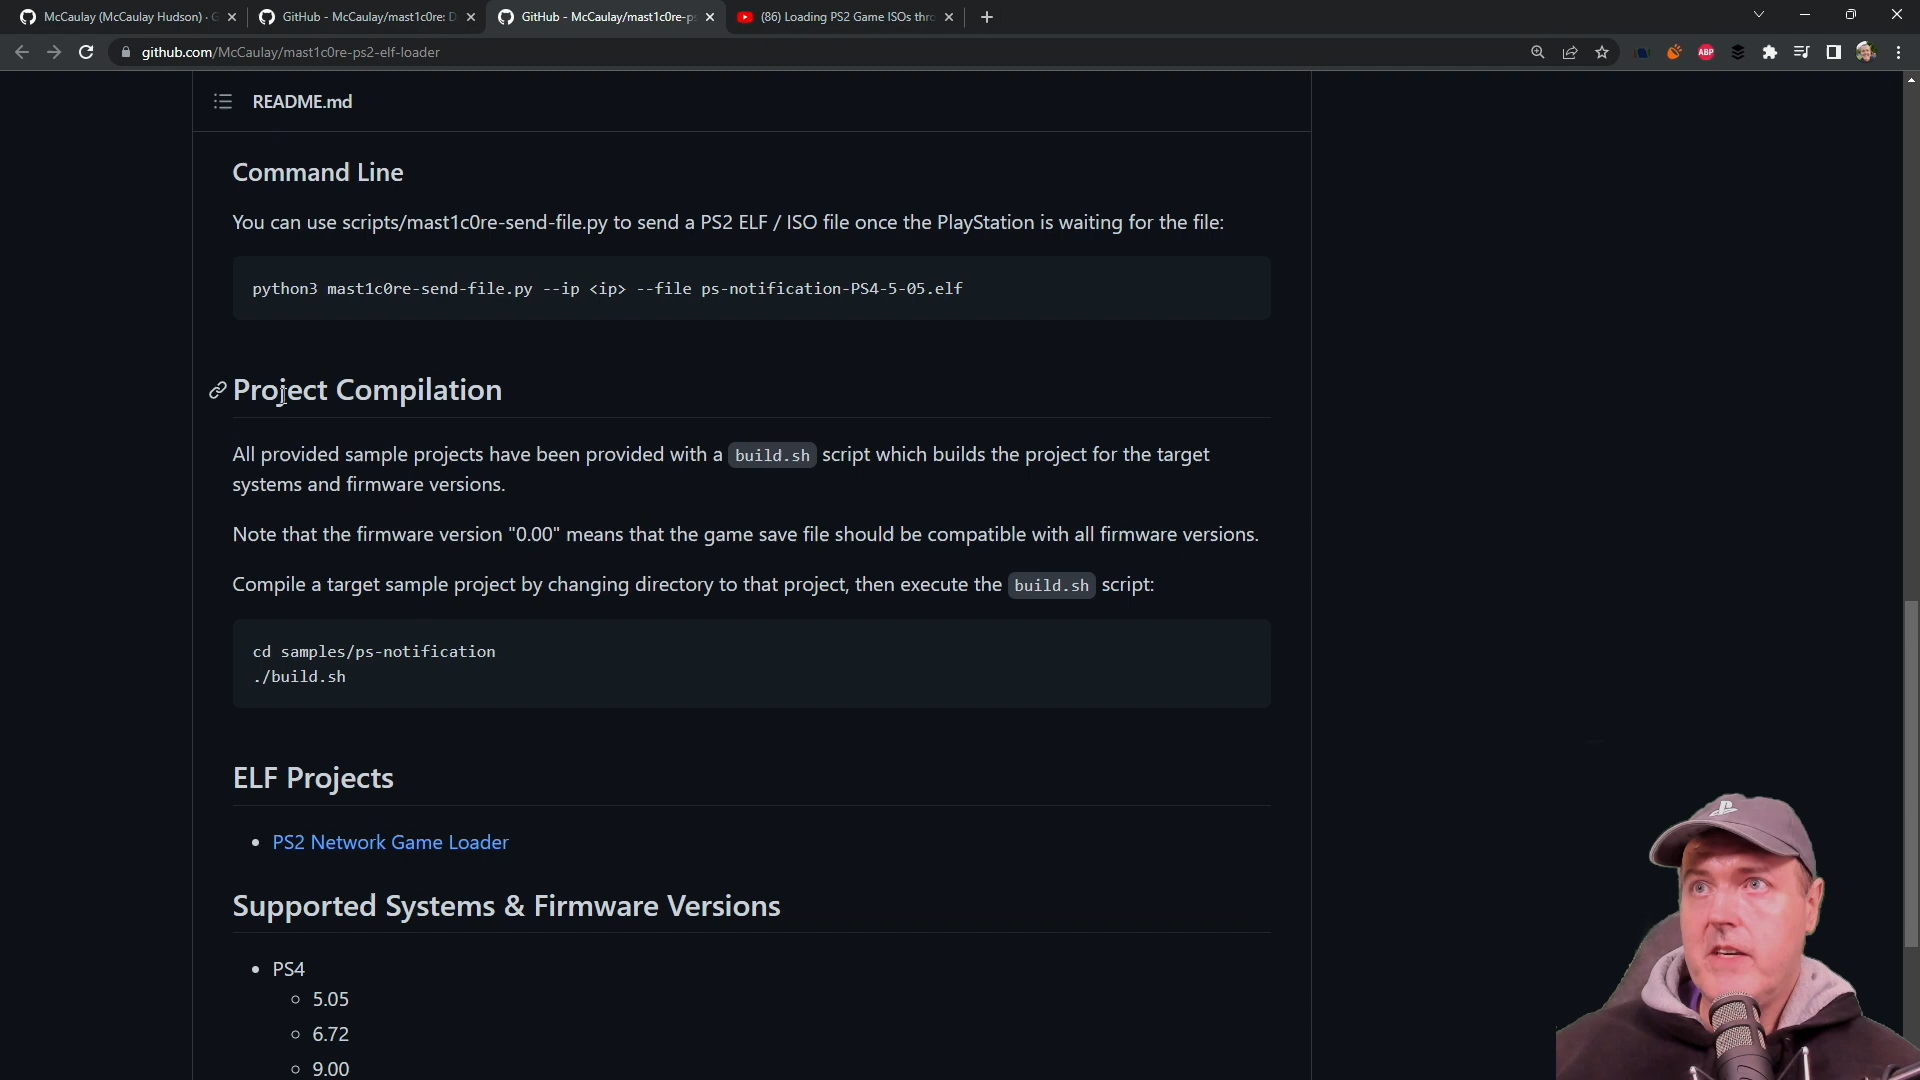 McCaulay (McCaulay Hudson) · G
GitHub - McCaulay/mast1c0re: D
GitHub - McCaulay/mast1c0re-ps
(86) Loading PS2 Game ISOs thro
github.com/McCaulay/mast1c0re-ps2-elf-loader
ABP
README.md
Command Line
You can use scripts/mast1c0re-send-file.py to send a PS2 ELF / ISO file once the PlayStation is waiting for the file:
python3 mast1c0re-send-file.py --ip <ip> --file ps-notification-PS4-5-05.elf
Project Compilation
All provided sample projects have been provided with a build.sh script which builds the project for the target
systems and firmware versions.
Note that the firmware version "0.00" means that the game save file should be compatible with all firmware versions.
Compile a target sample project by changing directory to that project, then execute the build.sh script:
cd samples/ps-notification
./build.sh
ELF Projects
• PS2 Network Game Loader
Supported Systems & Firmware Versions
• PS4
5.05
6.72
9.00